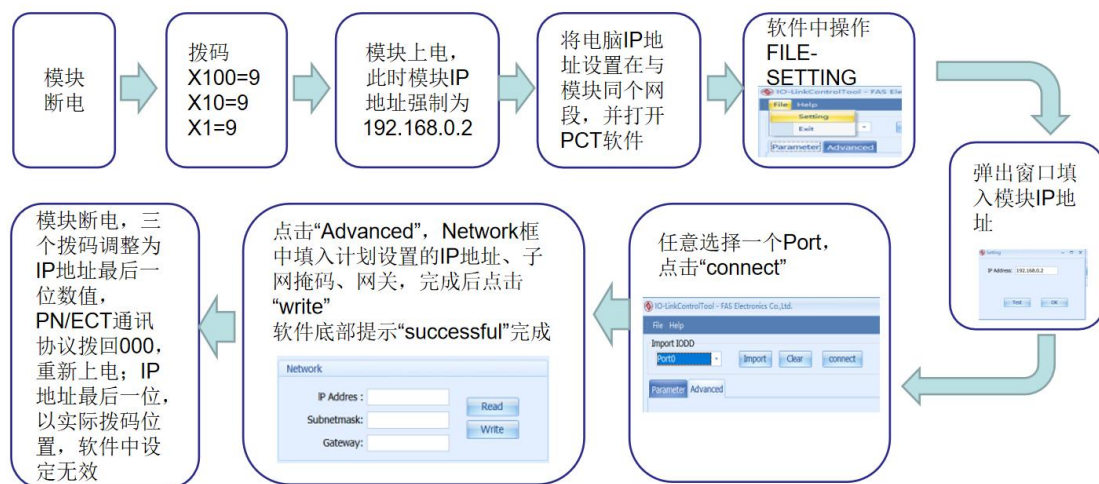 模块
断电
拨码
X100=9
X10=9
X1=9
模块上电，
此时模块IP
地址强制为
192.168.0.2
将电脑IP地
址设置在与
模块同个网
段，并打开
PCT软件
软件中操作
FILE-
SETTING
IO-LinkControlTool - FAS Ele
File Help
Setting
Exit
Parameter Advanced
弹出窗口填
入模块IP地
址
Setting
IP Address: 192.168.0.2
Test OK
任意选择一个Port，
点击“connect”
IO-LinkControlTool - FAS Electronics Co.,Ltd.
File Help
Import IODD
Port0 Import Clear connect
Parameter Advanced
点击“Advanced”，Network框
中填入计划设置的IP地址、子
网掩码、网关，完成后点击
“write”
软件底部提示“successful”完成
Network
IP Addres :
Read
Subnetmask:
Write
Gateway:
模块断电，三
个拨码调整为
IP地址最后一
位数值，
PN/ECT通讯
协议拨回000，
重新上电；IP
地址最后一位，
以实际拨码位
置，软件中设
定无效